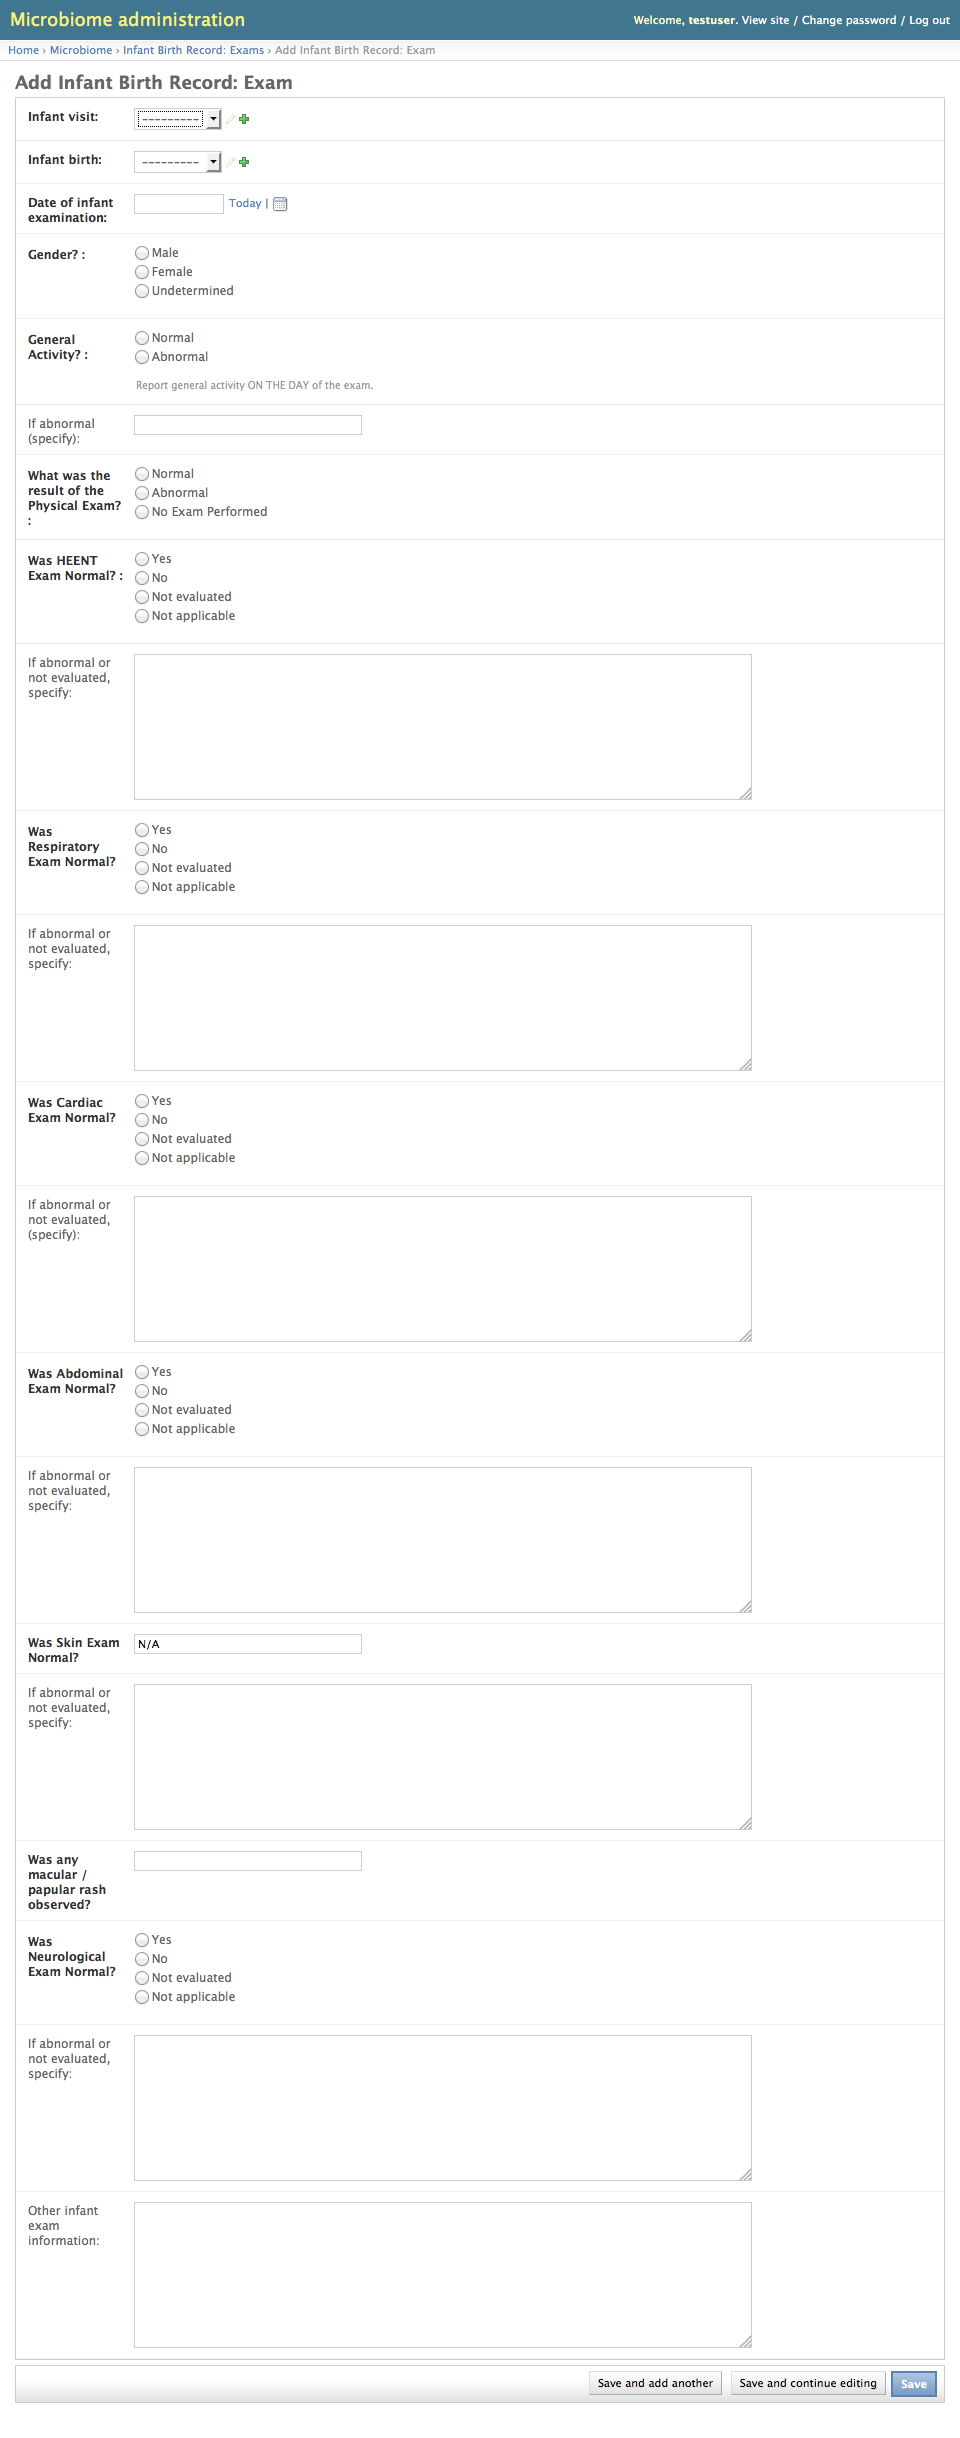 Microbiome administration
Welcome, testuser. View site / Change password / Log out
Home › Microbiome › Infant Birth Record: Exams › Add Infant Birth Record: Exam
Add Infant Birth Record: Exam
Infant visit:
---------
Infant birth:
---------
Date of infant
examination:
Today |
Gender? :
Male
Female
Undetermined
General
Activity? :
Normal
Abnormal
Report general activity ON THE DAY of the exam.
If abnormal
(specify):
What was the
result of the
Physical Exam?
:
Normal
Abnormal
No Exam Performed
Was HEENT
Exam Normal? :
Yes
No
Not evaluated
Not applicable
If abnormal or
not evaluated,
specify:
Was
Respiratory
Exam Normal?
Yes
No
Not evaluated
Not applicable
If abnormal or
not evaluated,
specify:
Was Cardiac
Exam Normal?
Yes
No
Not evaluated
Not applicable
If abnormal or
not evaluated,
(specify):
Was Abdominal
Exam Normal?
Yes
No
Not evaluated
Not applicable
If abnormal or
not evaluated,
specify:
Was Skin Exam
Normal?
N/A
If abnormal or
not evaluated,
specify:
Was any
macular /
papular rash
observed?
Was
Neurological
Exam Normal?
Yes
No
Not evaluated
Not applicable
If abnormal or
not evaluated,
specify:
Other infant
exam
information:
Save and add another
Save and continue editing
Save